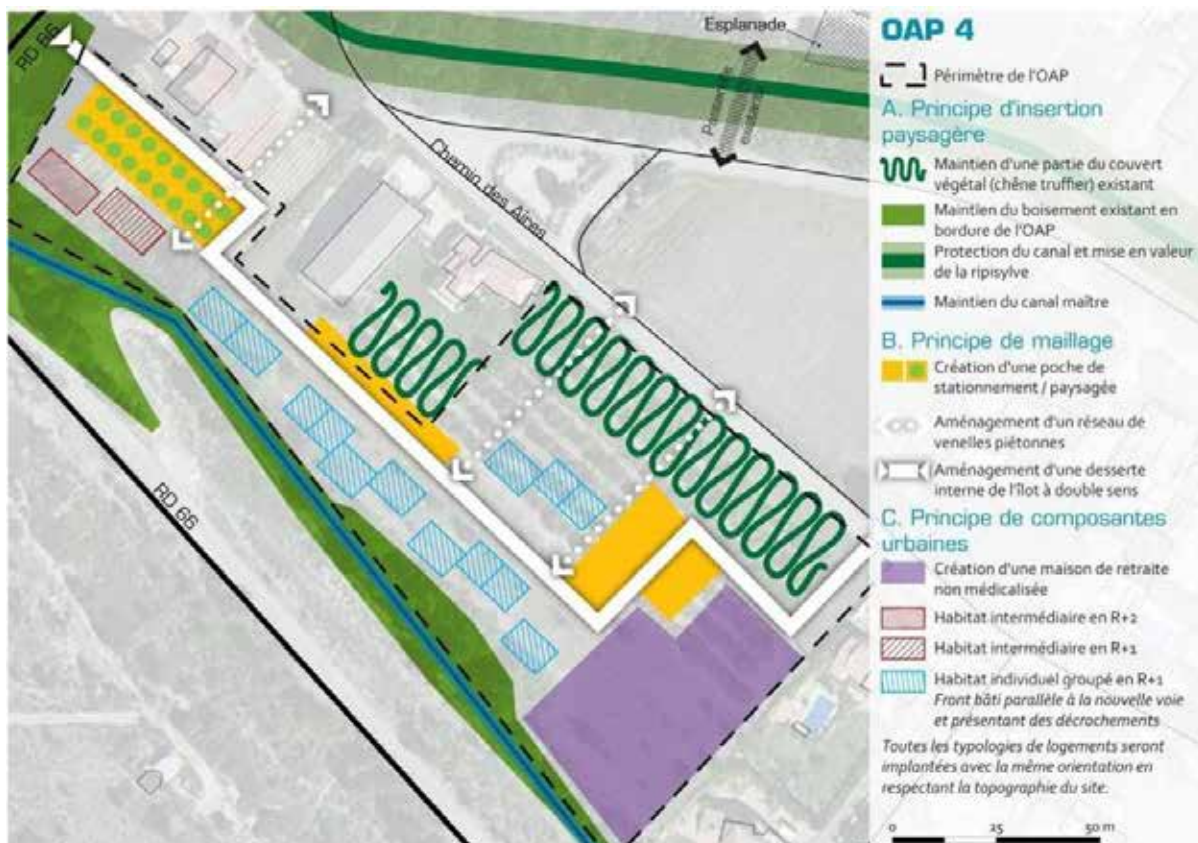 RD 66
Esplanade
Passerelle
existante
Chemin des Aires
RD 66
OAP 4
Périmètre de l'OAP
A. Principe d'insertion
paysagère
Maintien d'une partie du couvert
végétal (chêne truffier) existant
Maintien du boisement existant en
bordure de l'OAP
Protection du canal et mise en valeur
de la ripisylve
Maintien du canal maître
B. Principe de maillage
Création d'une poche de
stationnement / paysagée
Aménagement d'un réseau de
venelles piétonnes
Aménagement d'une desserte
interne de l'îlot à double sens
C. Principe de composantes
urbaines
Création d'une maison de retraite
non médicalisée
Habitat intermédiaire en R+2
Habitat intermédiaire en R+1
Habitat individuel groupé en R+1
Front bâti parallèle à la nouvelle voie
et présentant des décrochements
Toutes les typologies de logements seront
implantées avec la même orientation en
respectant la topographie du site.
0 25 50 m